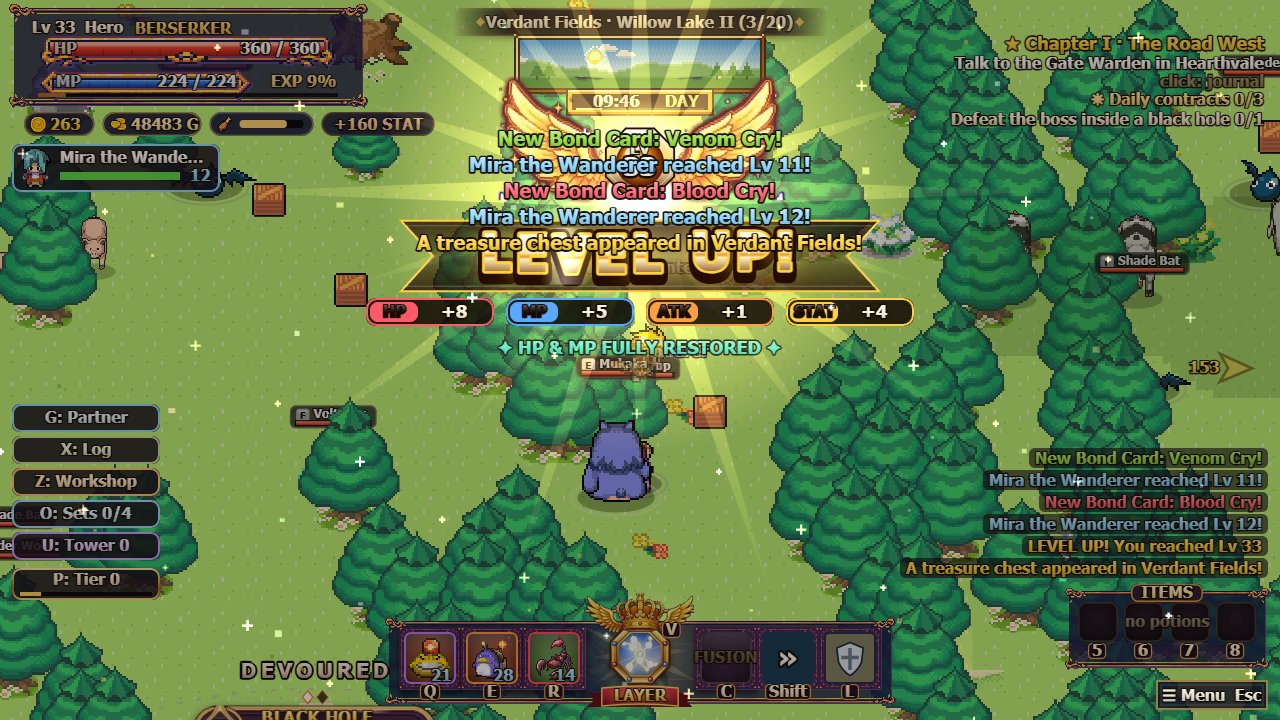 Lv 33 Hero BERSERKER
HP 360 / 360
MP 224 / 224 EXP 9%
263 48483 G +160 STAT
Mira the Wande... 12
◆Verdant Fields · Willow Lake II (3/20)◆
09:46 DAY
★ Chapter I · The Road West
Talk to the Gate Warden in Hearthvale
click: journal
Daily contracts 0/3
Defeat the boss inside a black hole 0/1
New Bond Card: Venom Cry!
Mira the Wanderer reached Lv 11!
New Bond Card: Blood Cry!
Mira the Wanderer reached Lv 12!
A treasure chest appeared in Verdant Fields!
LEVEL UP!
HP +8 MP +5 ATK +1 STAT +4
✦ HP & MP FULLY RESTORED ✦
E Mukaka
Shade Bat
F
153
G: Partner
X: Log
Z: Workshop
O: Sets 0/4
U: Tower 0
P: Tier 0
New Bond Card: Venom Cry!
Mira the Wanderer reached Lv 11!
New Bond Card: Blood Cry!
Mira the Wanderer reached Lv 12!
LEVEL UP! You reached Lv 33
A treasure chest appeared in Verdant Fields!
ITEMS
no potions
5 6 7 8
DEVOURED
BLACK HOLE
21 28 14 V FUSION »
Q E R LAYER C Shift L
☰ Menu Esc